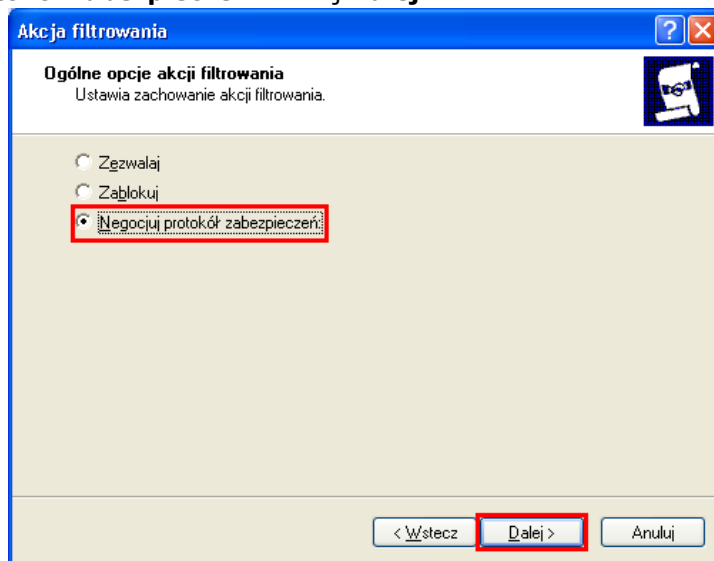 Akcja filtrowania
Ogólne opcje akcji filtrowania
Ustawia zachowanie akcji filtrowania.
Zezwalaj
Zablokuj
Negocjuj protokół zabezpieczeń:
< Wstecz Dalej > Anuluj